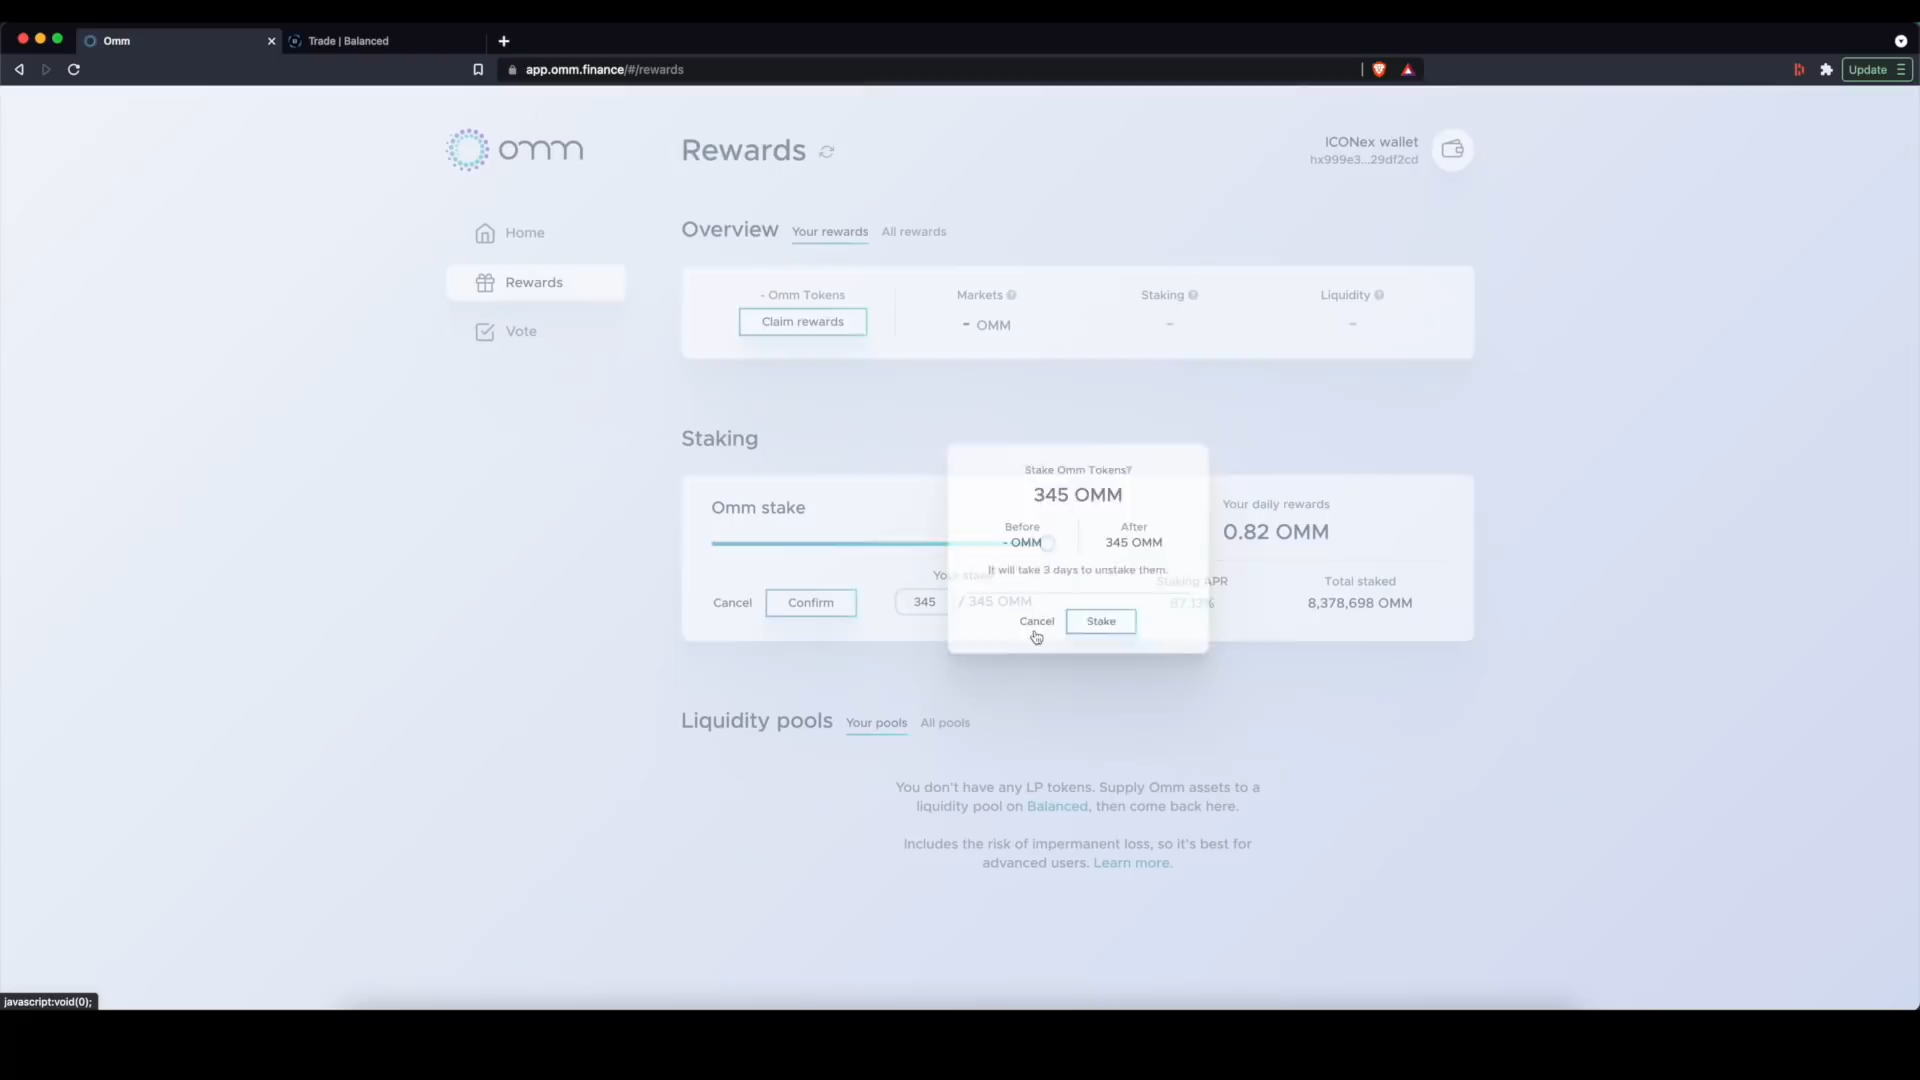 Omm
Trade | Balanced
app.omm.finance/#/rewards
Update
omm
Rewards
ICONex wallet
hx999e3...29df2cd
Home
Rewards
Vote
Overview Your rewards All rewards
- Omm Tokens
Claim rewards
Markets
- OMM
Staking
-
Liquidity
-
Staking
Omm stake
Cancel
Confirm
345 / 345 OMM
Stake Omm Tokens?
345 OMM
Before
- OMM
After
345 OMM
It will take 3 days to unstake them.
Cancel
Stake
Your daily rewards
0.82 OMM
Staking APR
87.13%
Total staked
8,378,698 OMM
Liquidity pools Your pools All pools
You don't have any LP tokens. Supply Omm assets to a
liquidity pool on Balanced, then come back here.
Includes the risk of impermanent loss, so it's best for
advanced users. Learn more.
javascript:void(0);